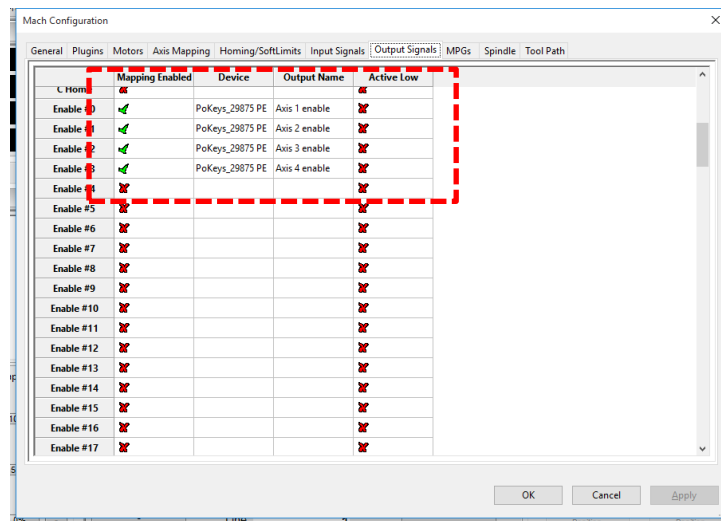 Mach Configuration
General Plugins Motors Axis Mapping Homing/SoftLimits Input Signals Output Signals MPGs Spindle Tool Path
Mapping Enabled Device Output Name Active Low
C Home
Enable #0 PoKeys_29875 PE Axis 1 enable
Enable #1 PoKeys_29875 PE Axis 2 enable
Enable #2 PoKeys_29875 PE Axis 3 enable
Enable #3 PoKeys_29875 PE Axis 4 enable
Enable #4
Enable #5
Enable #6
Enable #7
Enable #8
Enable #9
Enable #10
Enable #11
Enable #12
Enable #13
Enable #14
Enable #15
Enable #16
Enable #17
OK Cancel Apply